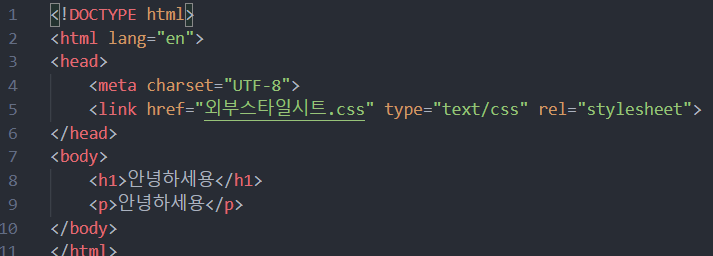 1 <!DOCTYPE html>
2 <html lang="en">
3 <head>
4     <meta charset="UTF-8">
5     <link href="외부스타일시트.css" type="text/css" rel="stylesheet">
6 </head>
7 <body>
8     <h1>안녕하세용</h1>
9     <p>안녕하세용</p>
10 </body>
11 </html>